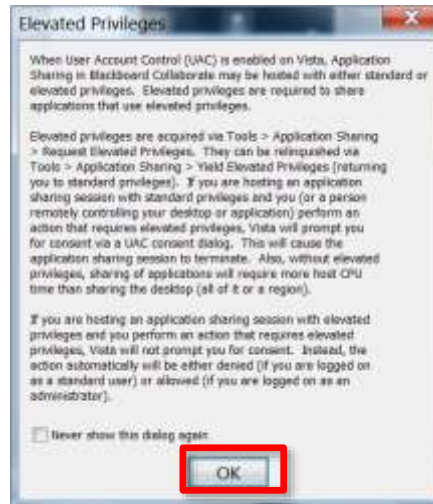 Elevated Privileges
When User Account Control (UAC) is enabled on Vista, Application
Sharing in Blackboard Collaborate may be hosted with either standard or
elevated privileges. Elevated privileges are required to share
applications that use elevated privileges.
Elevated privileges are acquired via Tools > Application Sharing
> Request Elevated Privileges. They can be relinquished via
Tools > Application Sharing > Yield Elevated Privileges (returning
you to standard privileges). If you are hosting an application
sharing session with standard privileges and you (or a person
remotely controlling your desktop or application) perform an
action that requires elevated privileges, Vista will prompt you
for consent via a UAC consent dialog. This will cause the
application sharing session to terminate. Also, without elevated
privileges, sharing of applications will require more host CPU
time than sharing the desktop (all of it or a region).
If you are hosting an application sharing session with elevated
privileges and you perform an action that requires elevated
privileges, Vista will not prompt you for consent. Instead, the
action automatically will be either denied (if you are logged on
as a standard user) or allowed (if you are logged on as an
administrator).
Never show this dialog again
OK